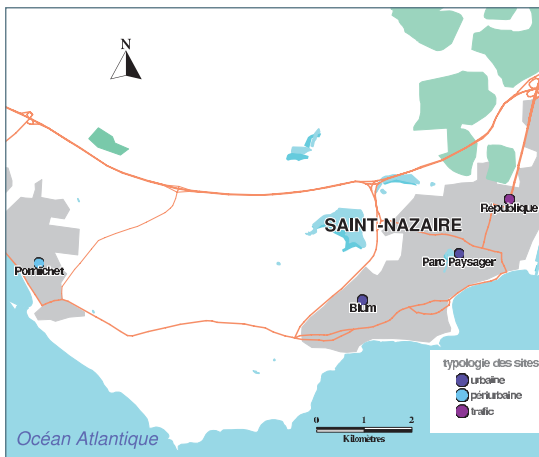 N
SAINT-NAZAIRE
République
Parc Paysager
Pornichet
Blum
typologie des sites
urbaine
périurbaine
trafic
0 1 2
Kilomètres
Océan Atlantique